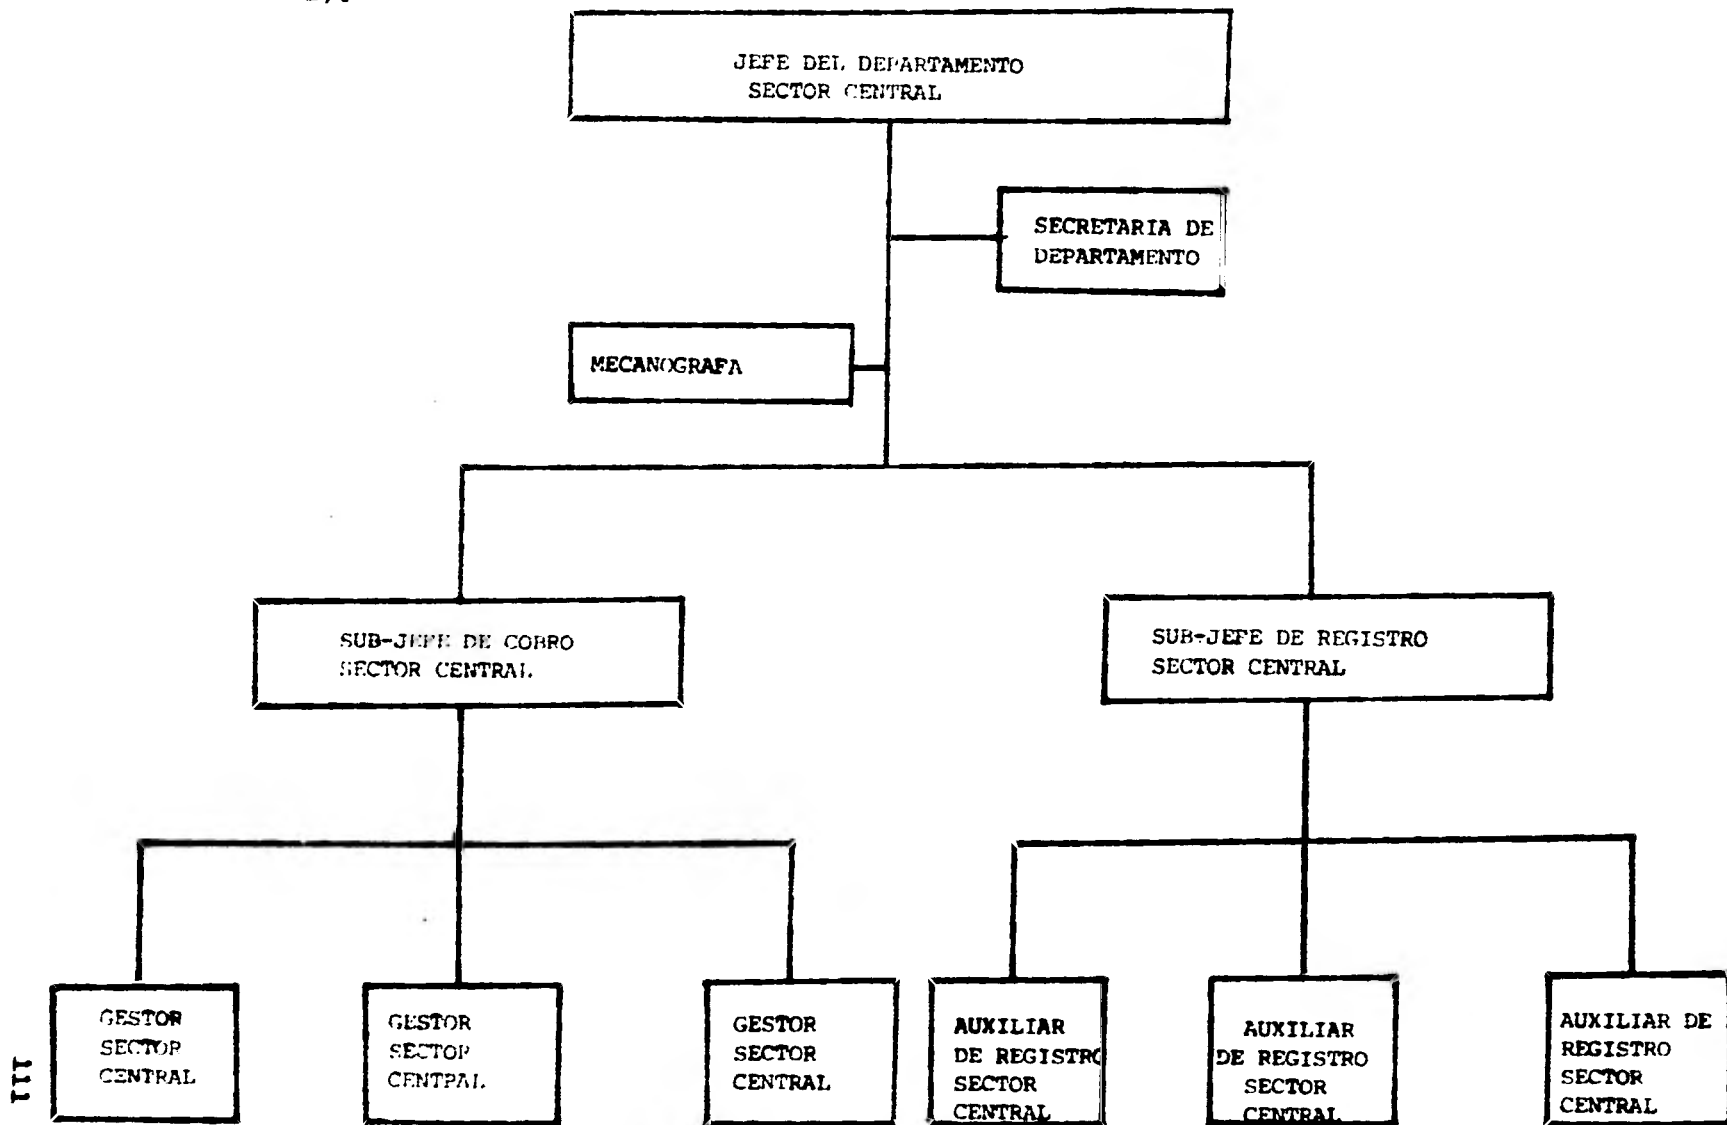 JEFE DEL DEPARTAMENTO
SECTOR CENTRAL
SECRETARIA DE
DEPARTAMENTO
MECANOGRAFA
SUB-JEFE DE COBRO
SECTOR CENTRAL
SUB-JEFE DE REGISTRO
SECTOR CENTRAL
GESTOR
SECTOR
CENTRAL
GESTOR
SECTOR
CENTRAL
GESTOR
SECTOR
CENTRAL
AUXILIAR
DE REGISTRO
SECTOR
CENTRAL
AUXILIAR
DE REGISTRO
SECTOR
CENTRAL
AUXILIAR DE
REGISTRO
SECTOR
CENTRAL
111